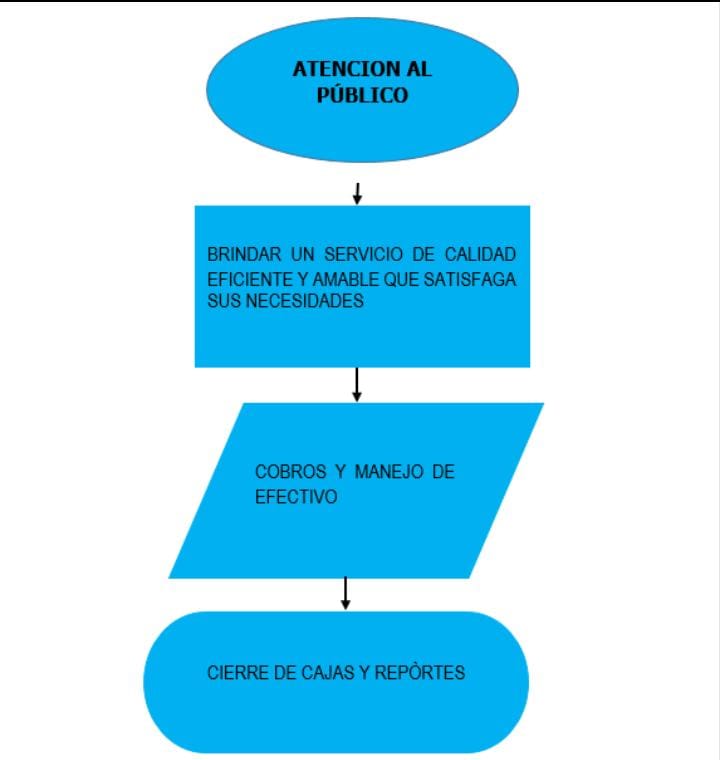 ATENCION AL
PÚBLICO
BRINDAR UN SERVICIO DE CALIDAD
EFICIENTE Y AMABLE QUE SATISFAGA
SUS NECESIDADES
COBROS Y MANEJO DE
EFECTIVO
CIERRE DE CAJAS Y REPÒRTES